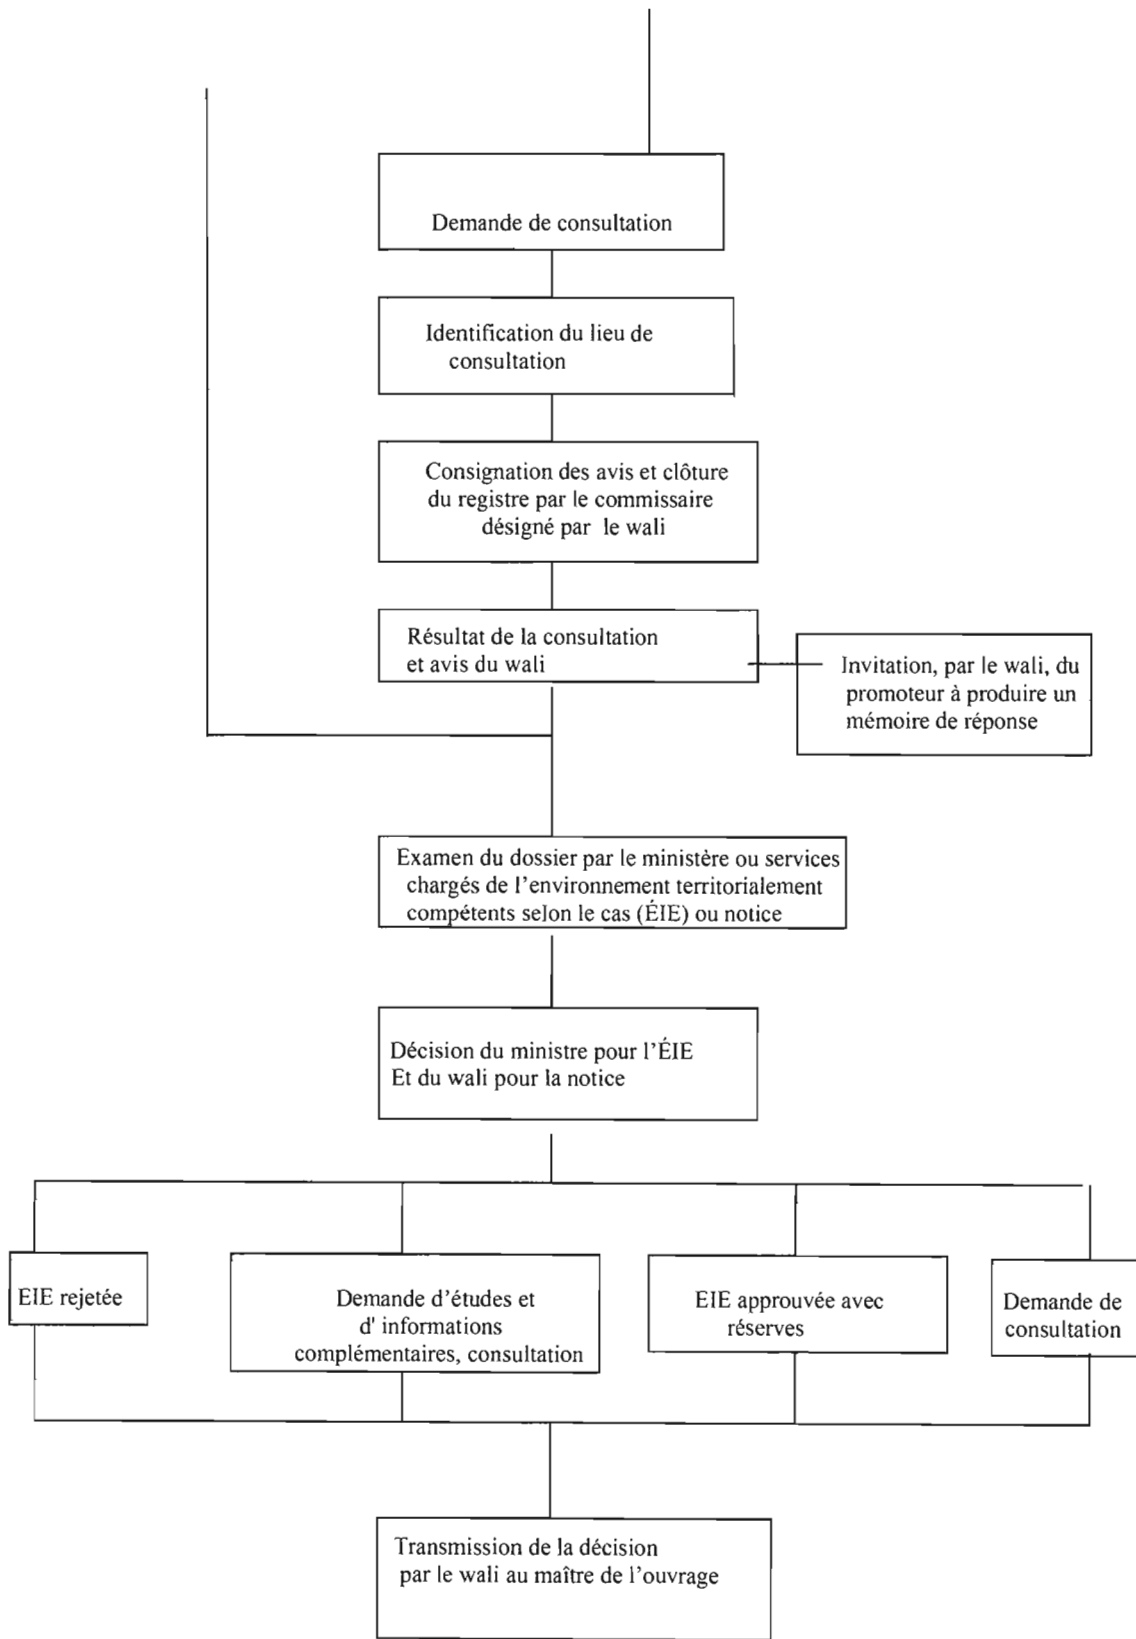 Demande de consultation
Identification du lieu de
consultation
Consignation des avis et clôture
du registre par le commissaire
désigné par le wali
Résultat de la consultation
et avis du wali
Invitation, par le wali, du
promoteur à produire un
mémoire de réponse
Examen du dossier par le ministère ou services
chargés de l'environnement territorialement
compétents selon le cas (ÉIE) ou notice
Décision du ministre pour l'ÉIE
Et du wali pour la notice
EIE rejetée
Demande d'études et
d' informations
complémentaires, consultation
EIE approuvée avec
réserves
Demande de
consultation
Transmission de la décision
par le wali au maître de l'ouvrage